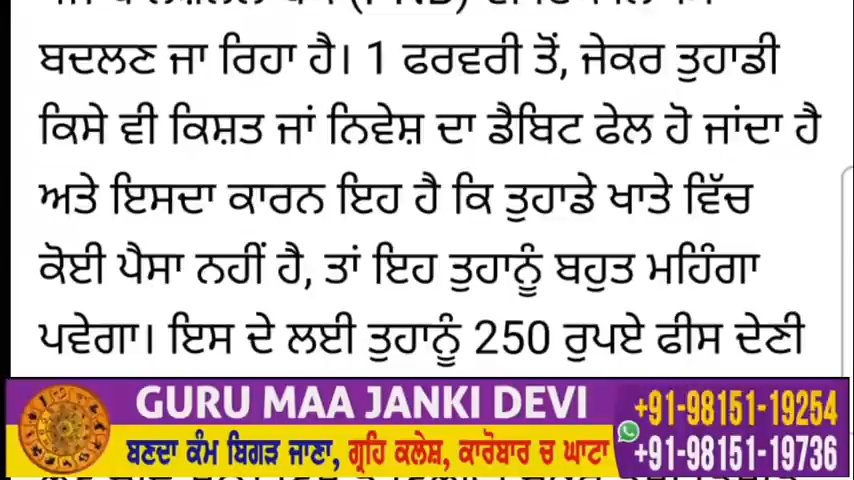 ਬਦਲਣ ਜਾ ਰਿਹਾ ਹੈ। 1 ਫਰਵਰੀ ਤੋਂ, ਜੇਕਰ ਤੁਹਾਡੀ
ਕਿਸੇ ਵੀ ਕਿਸ਼ਤ ਜਾਂ ਨਿਵੇਸ਼ ਦਾ ਡੈਬਿਟ ਫੇਲ ਹੋ ਜਾਂਦਾ ਹੈ
ਅਤੇ ਇਸਦਾ ਕਾਰਨ ਇਹ ਹੈ ਕਿ ਤੁਹਾਡੇ ਖਾਤੇ ਵਿੱਚ
ਕੋਈ ਪੈਸਾ ਨਹੀਂ ਹੈ, ਤਾਂ ਇਹ ਤੁਹਾਨੂੰ ਬਹੁਤ ਮਹਿੰਗਾ
ਪਵੇਗਾ। ਇਸ ਦੇ ਲਈ ਤੁਹਾਨੂੰ 250 ਰੁਪਏ ਫੀਸ ਦੇਣੀ
GURU MAA JANKI DEVI
ਬਣਦਾ ਕੰਮ ਬਿਗੜ ਜਾਣਾ, ਗ੍ਰਹਿ ਕਲੇਸ਼, ਕਾਰੋਬਾਰ ਚ ਘਾਟਾ
+91-98151-19254
+91-98151-19736